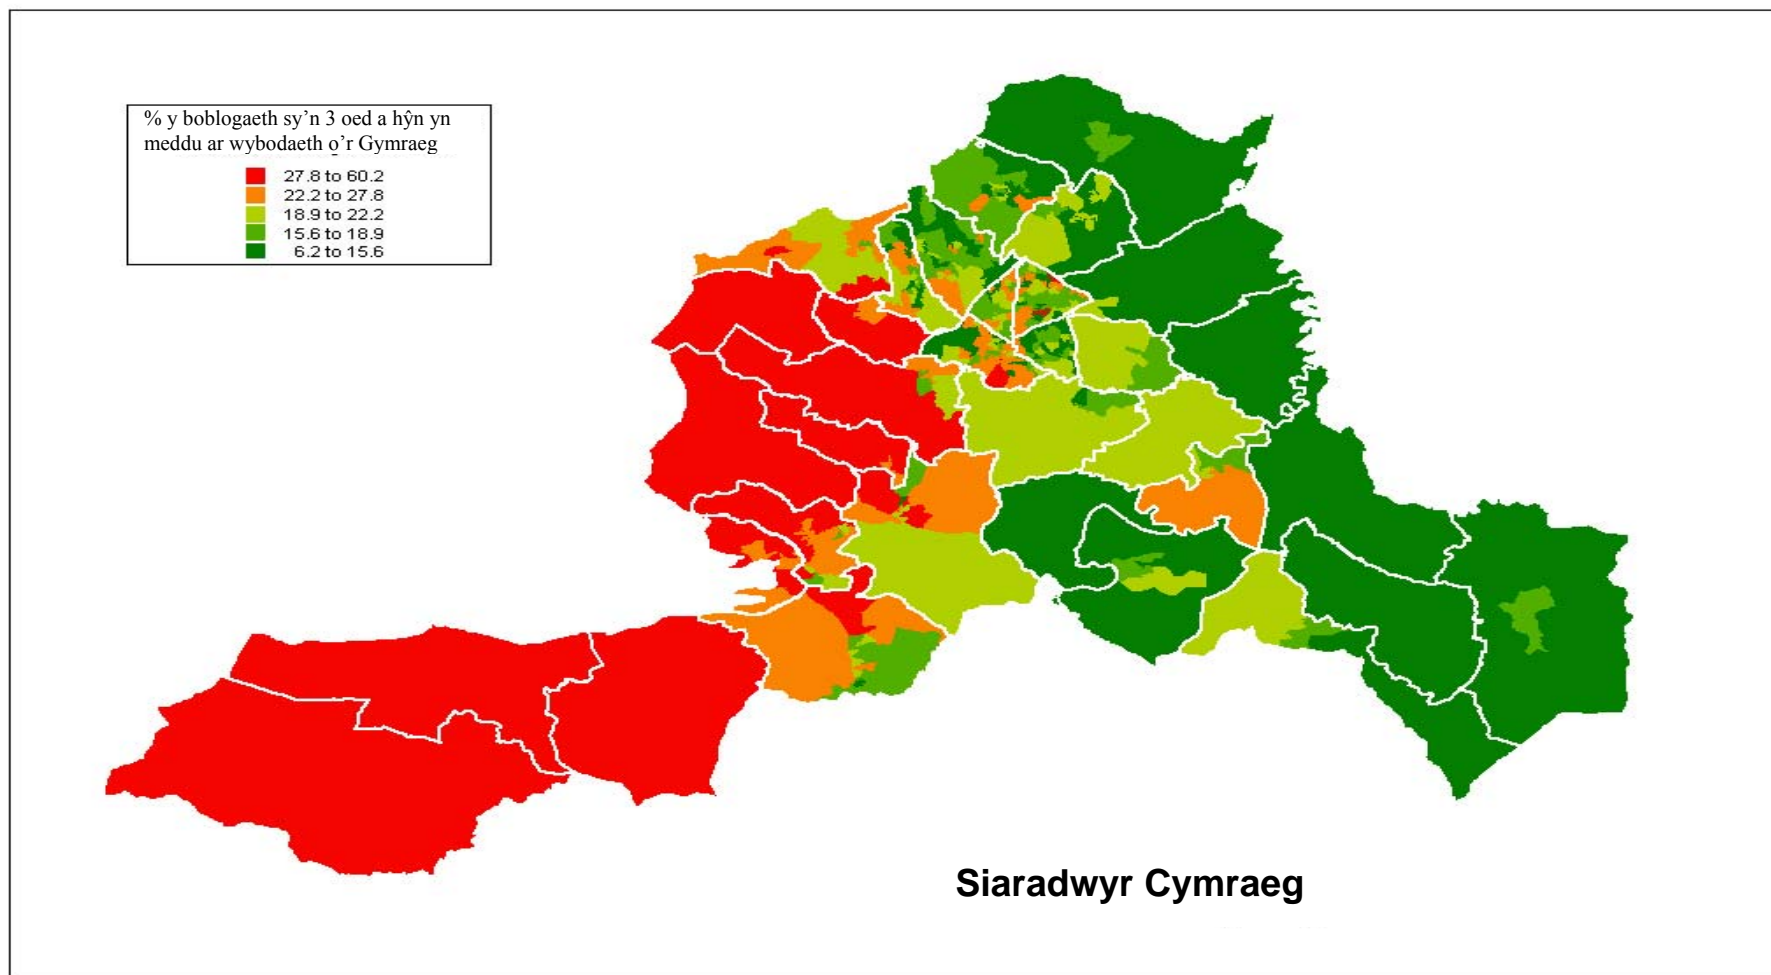 % y boblogaeth sy’n 3 oed a hŷn yn
meddu ar wybodaeth o’r Gymraeg
27.8 to 60.2
22.2 to 27.8
18.9 to 22.2
15.6 to 18.9
6.2 to 15.6
Siaradwyr Cymraeg